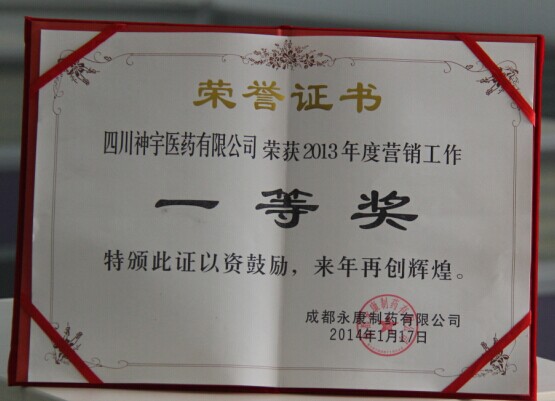 荣誉证书
四川神宇医药有限公司 荣获2013年度营销工作
一等奖
特颁此证以资鼓励，来年再创辉煌。
成都永康制药有限公司
2014年1月17日